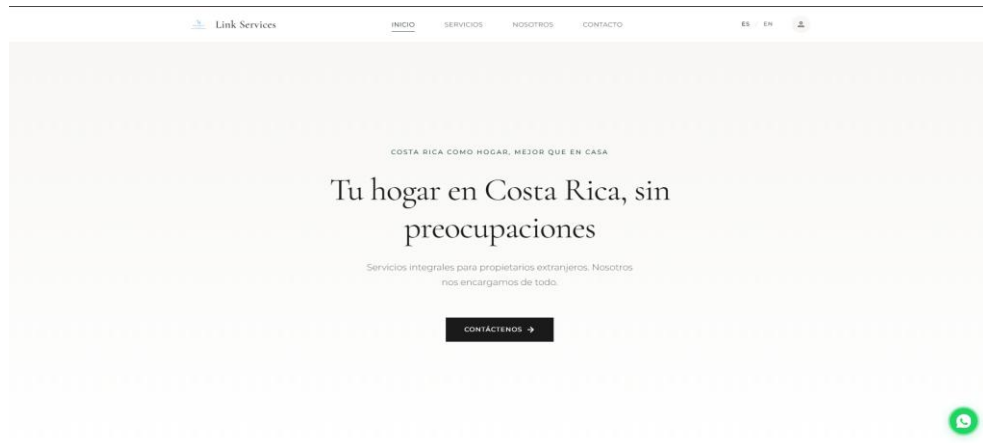 Link Services
INICIO
SERVICIOS
NOSOTROS
CONTACTO
ES
EN
COSTA RICA COMO HOGAR, MEJOR QUE EN CASA
Tu hogar en Costa Rica, sin
preocupaciones
Servicios integrales para propietarios extranjeros. Nosotros
nos encargamos de todo.
CONTÁCTENOS →